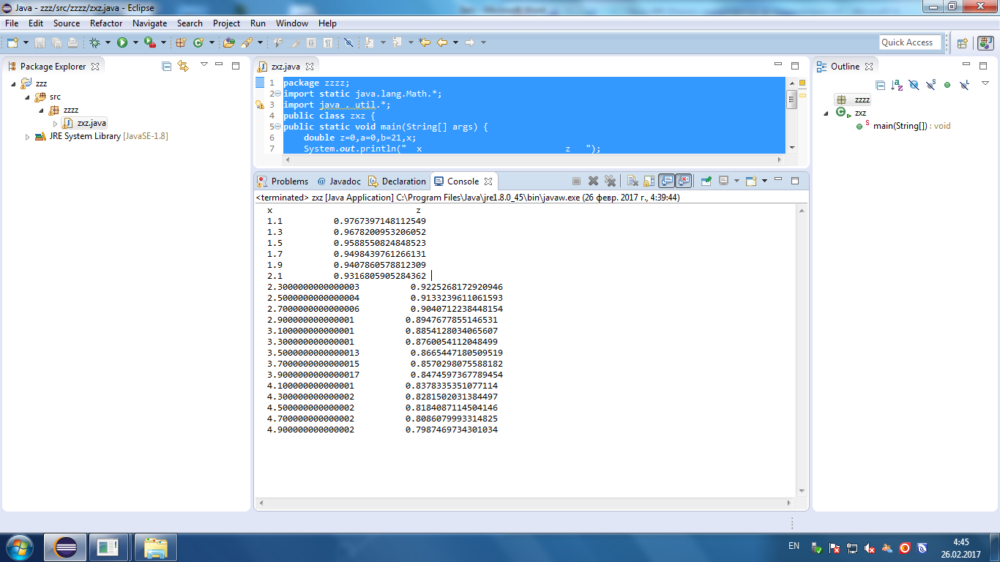 Java - zzz/src/zzzz/zxz.java - Eclipse
File Edit Source Refactor Navigate Search Project Run Window Help
Quick Access
Package Explorer
zzz
src
zzzz
zxz.java
JRE System Library [JavaSE-1.8]
zxz.java
1 package zzzz;
2 import static java.lang.Math.*;
3 import java . util.*;
4 public class zxz {
5 public static void main(String[] args) {
6 double z=0,a=0,b=21,x;
7 System.out.println("  x                            z   ");
Outline
zzzz
zxz
main(String[]) : void
Problems @ Javadoc Declaration Console
<terminated> zxz [Java Application] C:\Program Files\Java\jre1.8.0_45\bin\javaw.exe (26 февр. 2017 г., 4:39:44)
x z
1.1 0.9767397148112549
1.3 0.9678200953206052
1.5 0.9588550824848523
1.7 0.9498439761266131
1.9 0.9407860578812309
2.1 0.9316805905284362
2.3000000000000003 0.9225268172920946
2.5000000000000004 0.9133239611061593
2.7000000000000006 0.9040712238448154
2.900000000000001 0.8947677855146531
3.100000000000001 0.8854128034065607
3.300000000000001 0.8760054112048499
3.5000000000000013 0.8665447180509519
3.7000000000000015 0.8570298075588182
3.9000000000000017 0.8474597367789454
4.100000000000001 0.8378335351077114
4.300000000000002 0.8281502031384497
4.500000000000002 0.8184087114504146
4.700000000000002 0.8086079993314825
4.900000000000002 0.7987469734301034
EN
4:45
26.02.2017